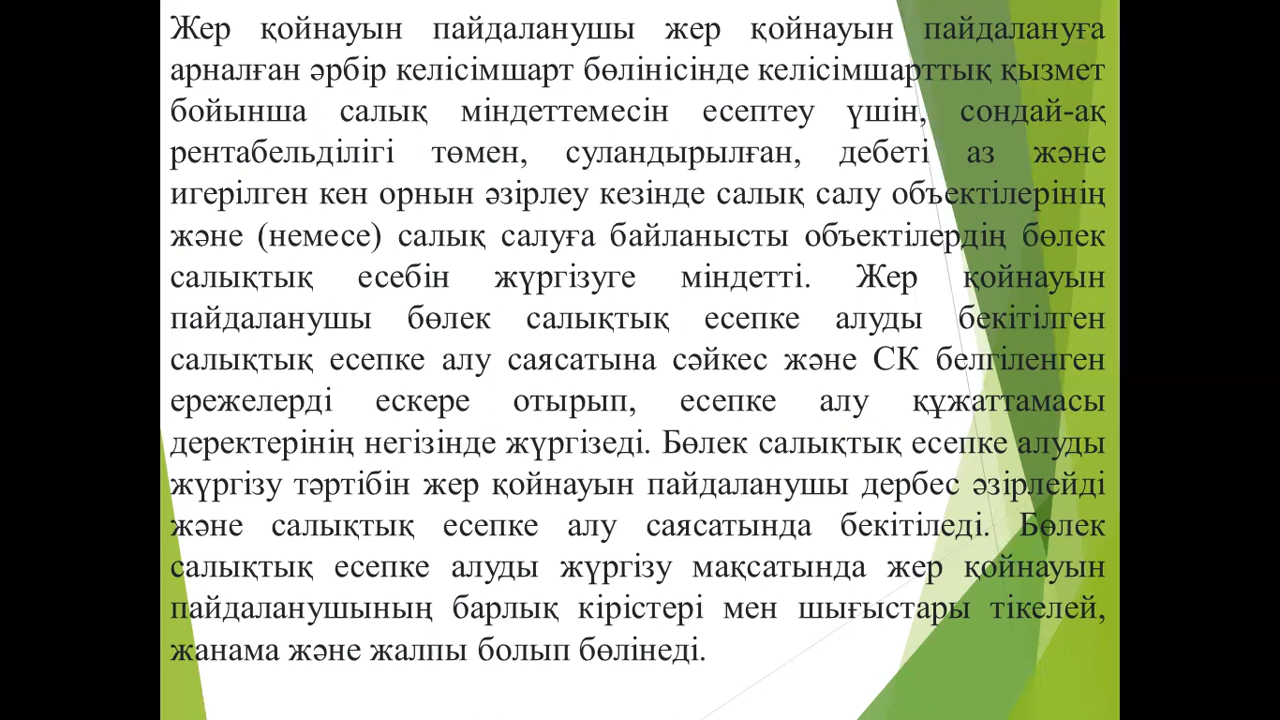 Жер қойнауын пайдаланушы жер қойнауын пайдалануға
арналған әрбір келісімшарт бөлінісінде келісімшарттық қызмет
бойынша салық міндеттемесін есептеу үшін, сондай-ақ
рентабельділігі төмен, суландырылған, дебеті аз және
игерілген кен орнын әзірлеу кезінде салық салу объектілерінің
және (немесе) салық салуға байланысты объектілердің бөлек
салықтық есебін жүргізуге міндетті. Жер қойнауын
пайдаланушы бөлек салықтық есепке алуды бекітілген
салықтық есепке алу саясатына сәйкес және СК белгіленген
ережелерді ескере отырып, есепке алу құжаттамасы
деректерінің негізінде жүргізеді. Бөлек салықтық есепке алуды
жүргізу тәртібін жер қойнауын пайдаланушы дербес әзірлейді
және салықтық есепке алу саясатында бекітіледі. Бөлек
салықтық есепке алуды жүргізу мақсатында жер қойнауын
пайдаланушының барлық кірістері мен шығыстары тікелей,
жанама және жалпы болып бөлінеді.